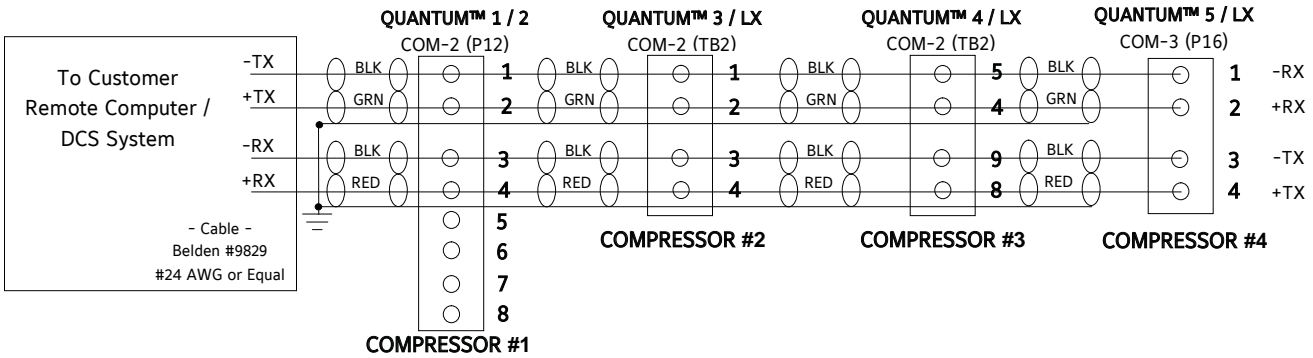 QUANTUM™ 1 / 2
COM-2 (P12)
QUANTUM™ 3 / LX
COM-2 (TB2)
QUANTUM™ 4 / LX
COM-2 (TB2)
QUANTUM™ 5 / LX
COM-3 (P16)
To Customer
Remote Computer /
DCS System
-TX
+TX
-RX
+RX
- Cable -
Belden #9829
#24 AWG or Equal
BLK
GRN
BLK
RED
1
2
3
4
5
6
7
8
COMPRESSOR #1
BLK
GRN
BLK
RED
1
2
3
4
COMPRESSOR #2
BLK
GRN
BLK
RED
5
4
9
8
COMPRESSOR #3
BLK
GRN
BLK
RED
1 -RX
2 +RX
3 -TX
4 +TX
COMPRESSOR #4